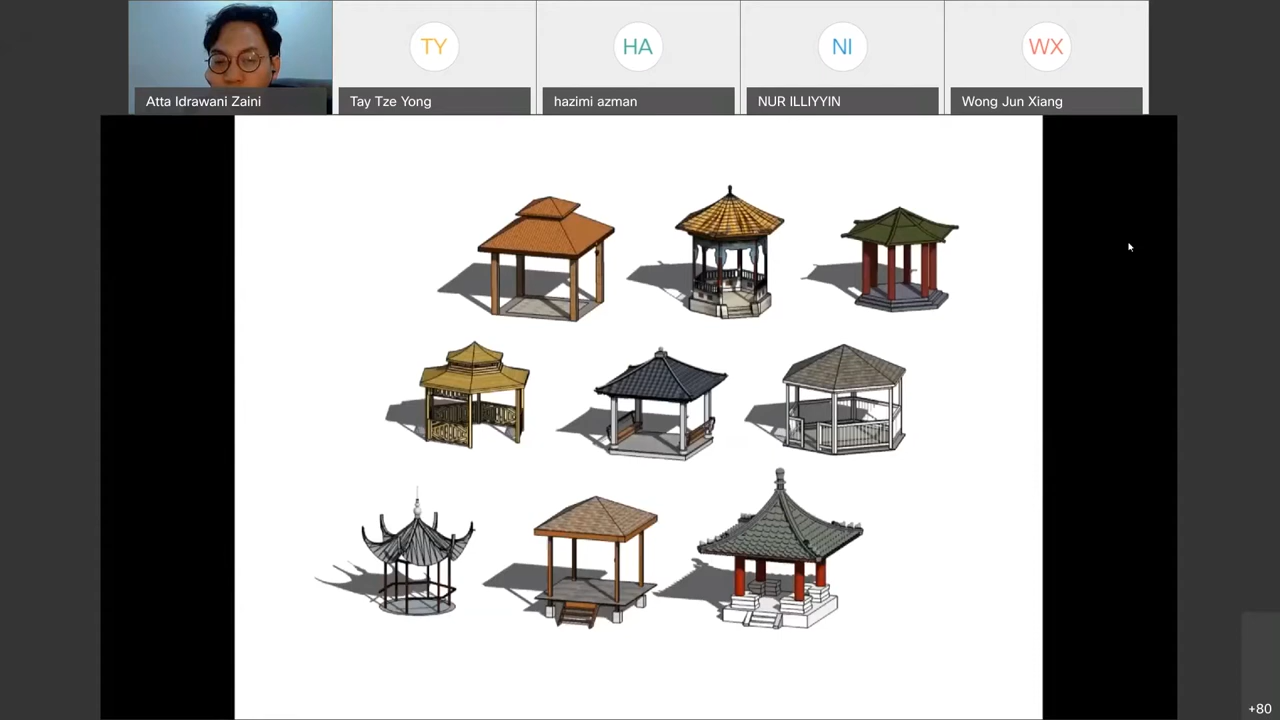 TY
HA
NI
WX
Atta Idrawani Zaini
Tay Tze Yong
hazimi azman
NUR ILLIYYIN
Wong Jun Xiang
+80